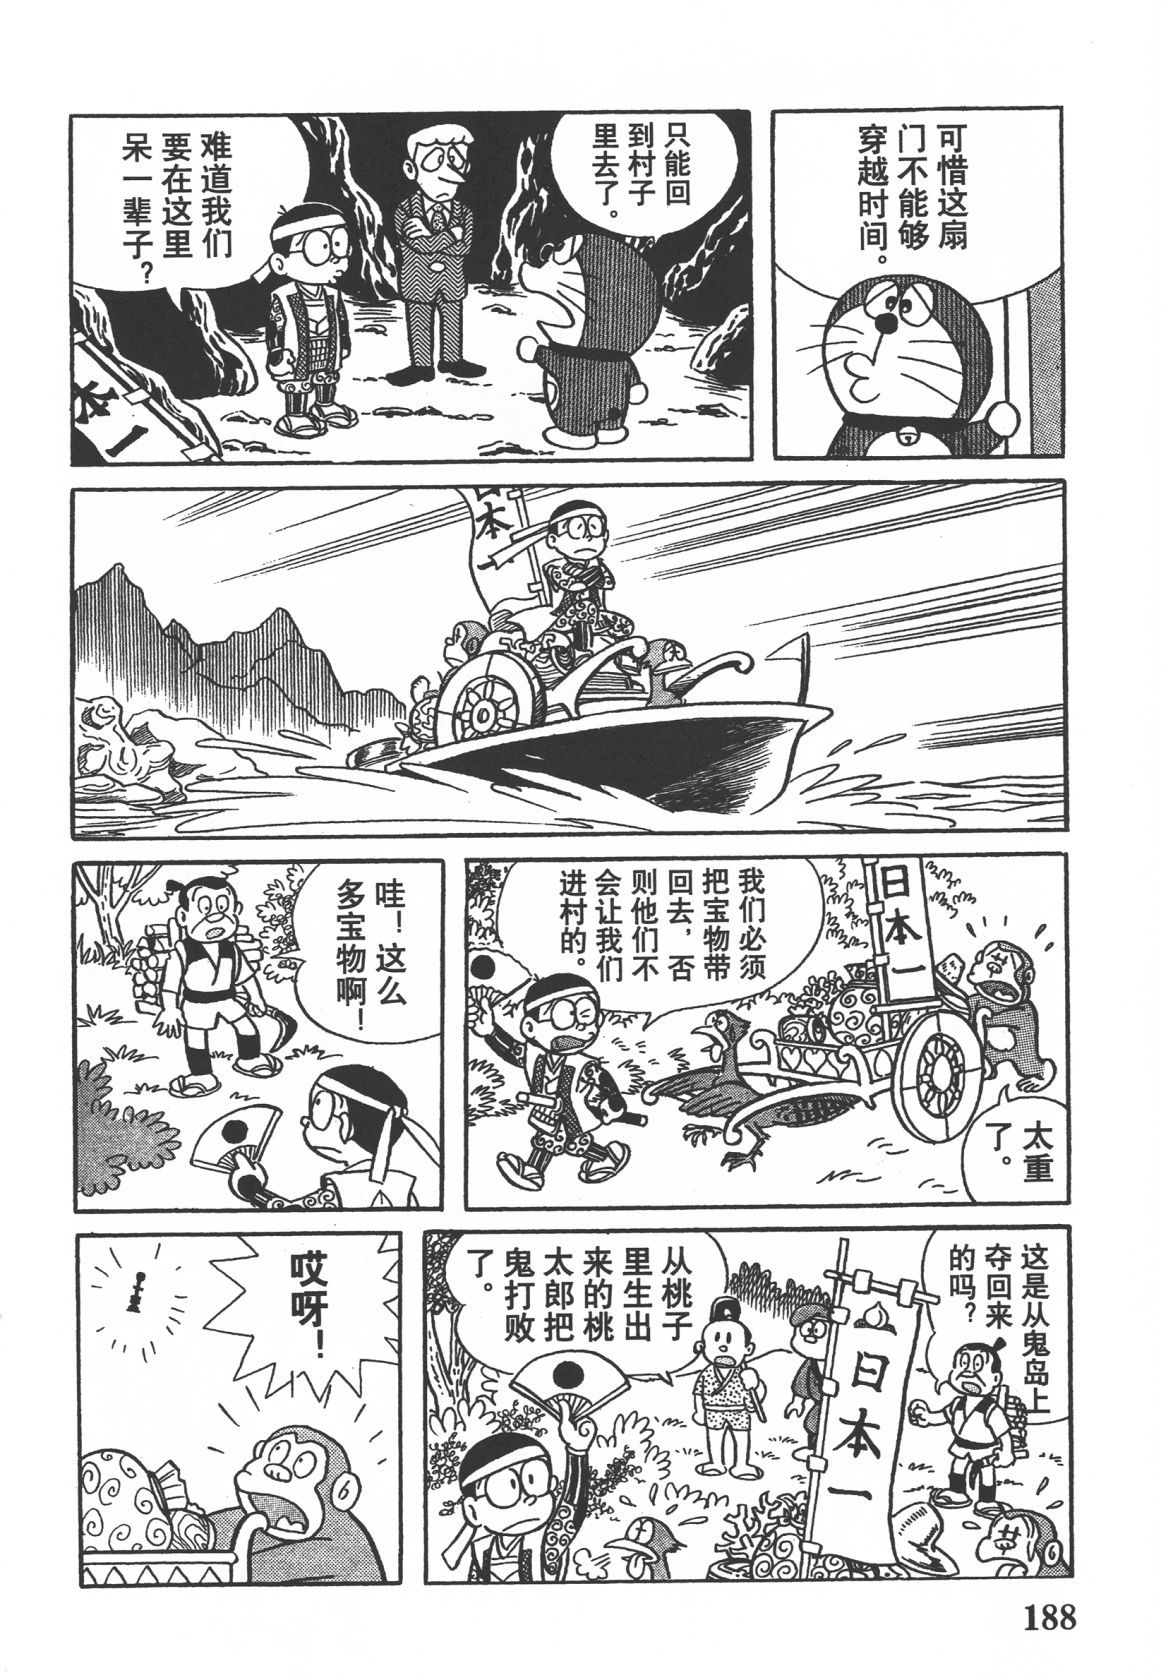 可惜这扇
门不能够
穿越时间。
只能回
到村子
里去了。
难道我们
要在这里
呆一辈子？
本一
日本
我们必须
把宝物带
回去，否
则他们不
会让我们
进村的。
日本一
太重
了。
哇！这么
多宝物啊！
这是从鬼岛上
夺回来
的吗？
从桃子
里生出
来的桃
太郎把
鬼打败
了。
日本一
哎
呀！
188